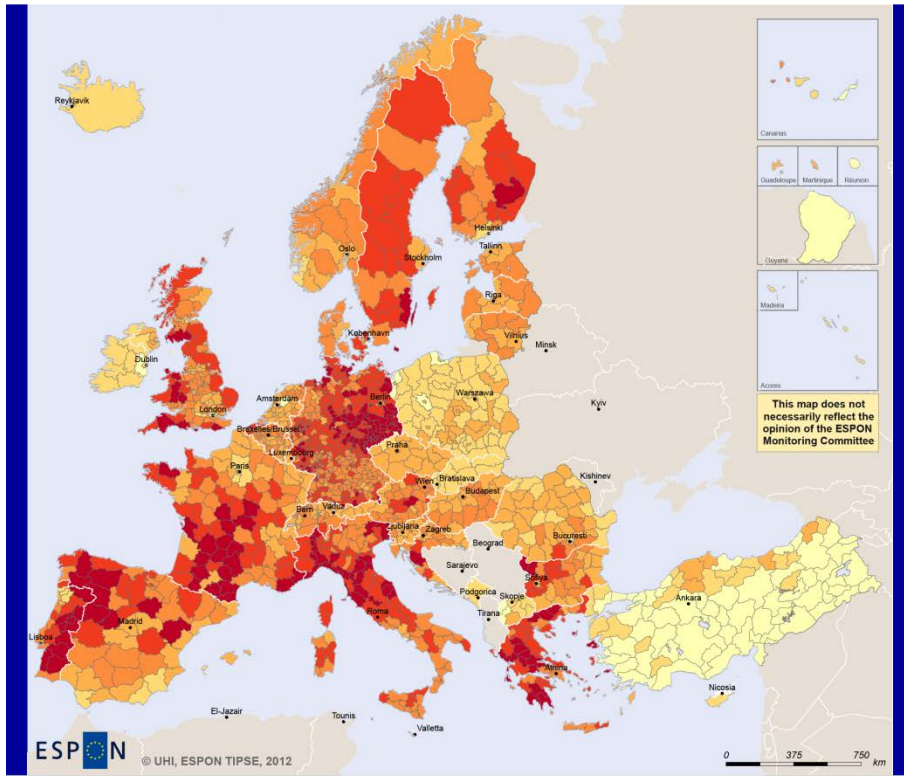 Reykjavik
Canarias
Guadeloupe
Martinique
Réunion
Guyane
Madeira
Acores
This map does not
necessarily reflect the
opinion of the ESPON
Monitoring Committee
Helsinki
Oslo
Tallinn
Stockholm
Riga
København
Vilnius
Minsk
Dublin
Amsterdam
Berlin
Warszawa
London
Kyiv
Bruxelles/Brussel
Praha
Luxembourg
Paris
Kishinev
Wien
Bratislava
Budapest
Bern
Vaduz
Ljubljana
Zagreb
Bucuresti
Beograd
Sarajevo
Sofiya
Podgorica
Skopje
Ankara
Roma
Tirana
Madrid
Lisboa
Athina
Nicosia
El-Jazair
Tounis
Valletta
ESPON
© UHI, ESPON TIPSE, 2012
0 375 750
km